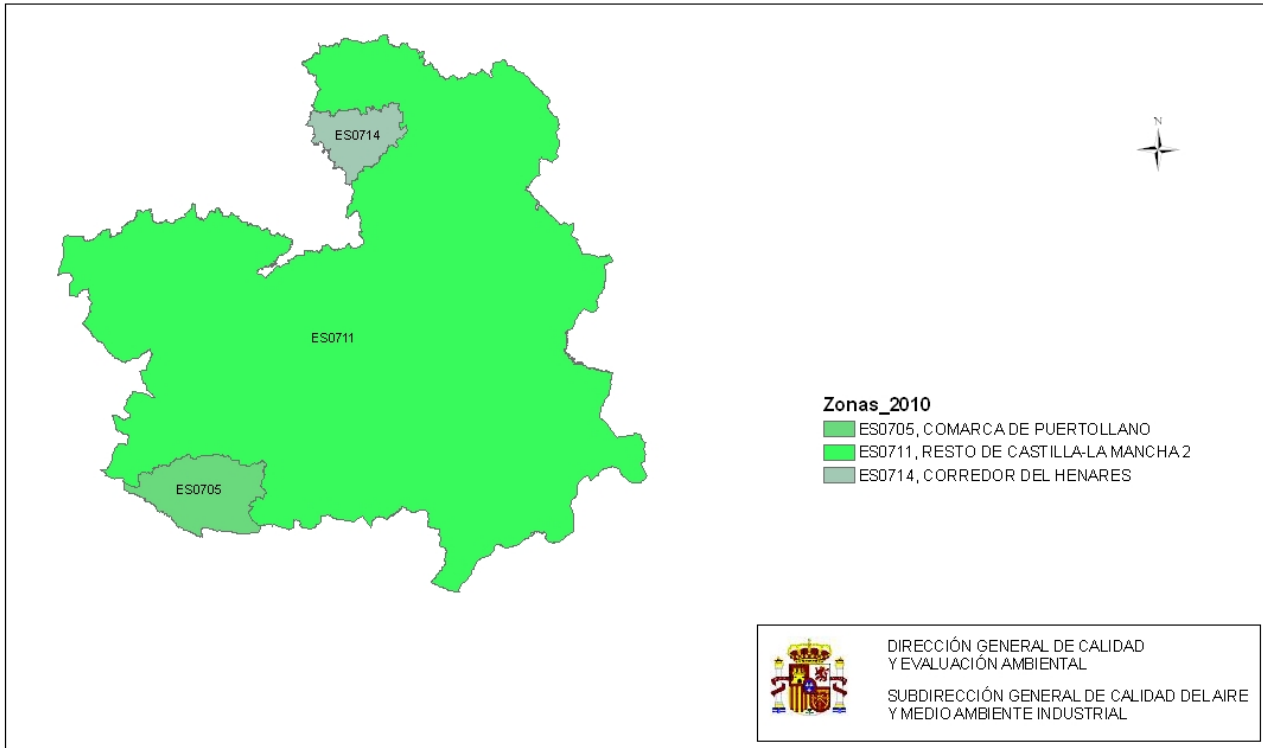 ES0714
N
ES0711
Zonas_2010
ES0705, COMARCA DE PUERTOLLANO
ES0711, RESTO DE CASTILLA-LA MANCHA 2
ES0714, CORREDOR DEL HENARES
ES0705
DIRECCIÓN GENERAL DE CALIDAD
Y EVALUACIÓN AMBIENTAL
SUBDIRECCIÓN GENERAL DE CALIDAD DEL AIRE
Y MEDIO AMBIENTE INDUSTRIAL